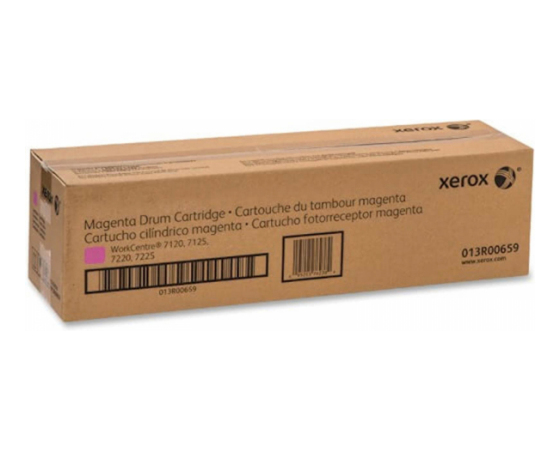 xerox
xerox
Magenta Drum Cartridge • Cartouche du tambour magenta
Cartucho cilíndrico magenta • Cartucho fotorreceptor magenta
WorkCentre® 7120, 7125,
7220, 7225
013R00659
013R00659
www.xerox.com